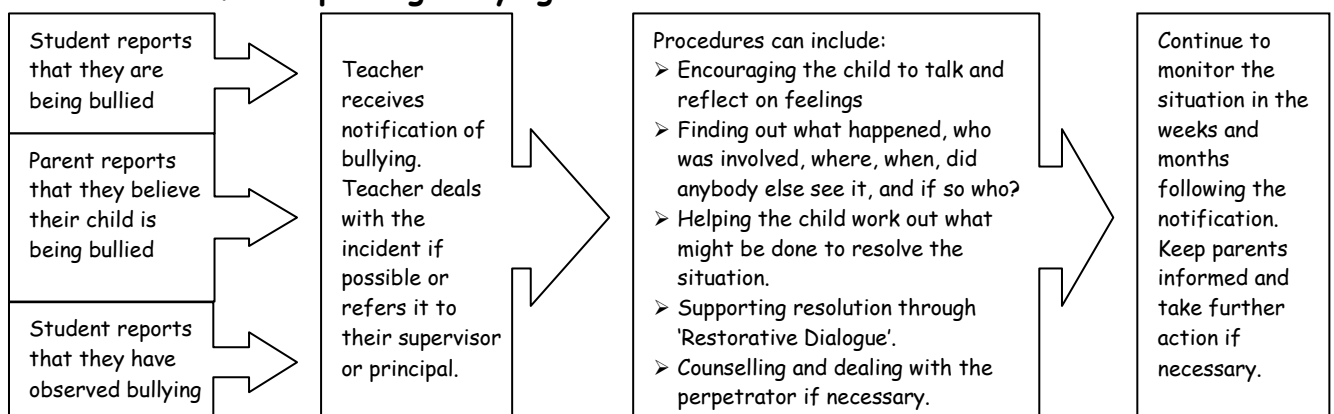 Student reports
that they are
being bullied
Parent reports
that they believe
their child is
being bullied
Student reports
that they have
observed bullying
Teacher
receives
notification of
bullying.
Teacher deals
with the
incident if
possible or
refers it to
their supervisor
or principal.
Procedures can include:
➢ Encouraging the child to talk and
reflect on feelings
➢ Finding out what happened, who
was involved, where, when, did
anybody else see it, and if so who?
➢ Helping the child work out what
might be done to resolve the
situation.
➢ Supporting resolution through
‘Restorative Dialogue’.
➢ Counselling and dealing with the
perpetrator if necessary.
Continue to
monitor the
situation in the
weeks and
months
following the
notification.
Keep parents
informed and
take further
action if
necessary.